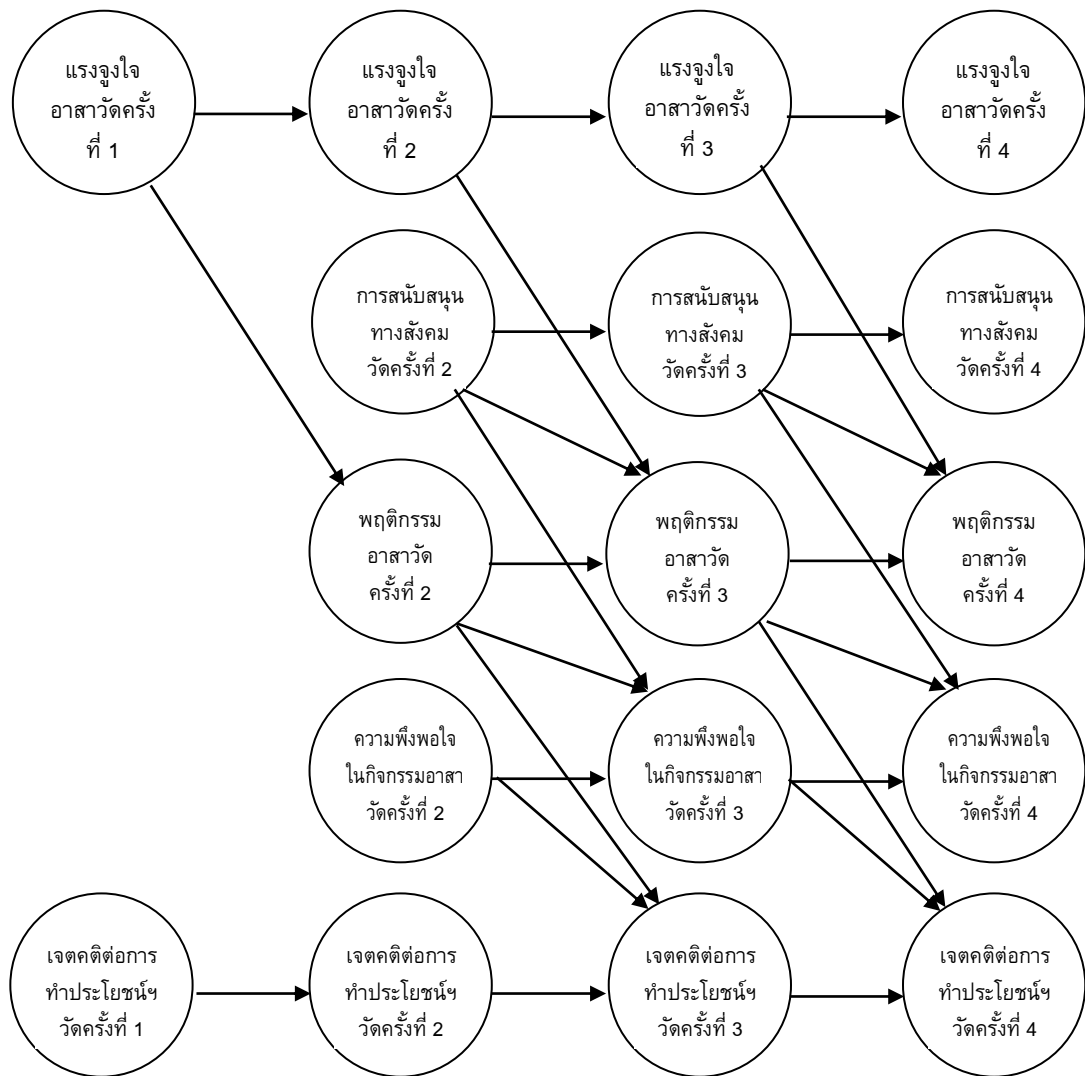 แรงจูงใจ
อาสาวัดครั้ง
ที่ 1
แรงจูงใจ
อาสาวัดครั้ง
ที่ 2
แรงจูงใจ
อาสาวัดครั้ง
ที่ 3
แรงจูงใจ
อาสาวัดครั้ง
ที่ 4
การสนับสนุน
ทางสังคม
วัดครั้งที่ 2
การสนับสนุน
ทางสังคม
วัดครั้งที่ 3
การสนับสนุน
ทางสังคม
วัดครั้งที่ 4
พฤติกรรม
อาสาวัด
ครั้งที่ 2
พฤติกรรม
อาสาวัด
ครั้งที่ 3
พฤติกรรม
อาสาวัด
ครั้งที่ 4
ความพึงพอใจ
ในกิจกรรมอาสา
วัดครั้งที่ 2
ความพึงพอใจ
ในกิจกรรมอาสา
วัดครั้งที่ 3
ความพึงพอใจ
ในกิจกรรมอาสา
วัดครั้งที่ 4
เจตคติต่อการ
ทำประโยชน์ฯ
วัดครั้งที่ 1
เจตคติต่อการ
ทำประโยชน์ฯ
วัดครั้งที่ 2
เจตคติต่อการ
ทำประโยชน์ฯ
วัดครั้งที่ 3
เจตคติต่อการ
ทำประโยชน์ฯ
วัดครั้งที่ 4